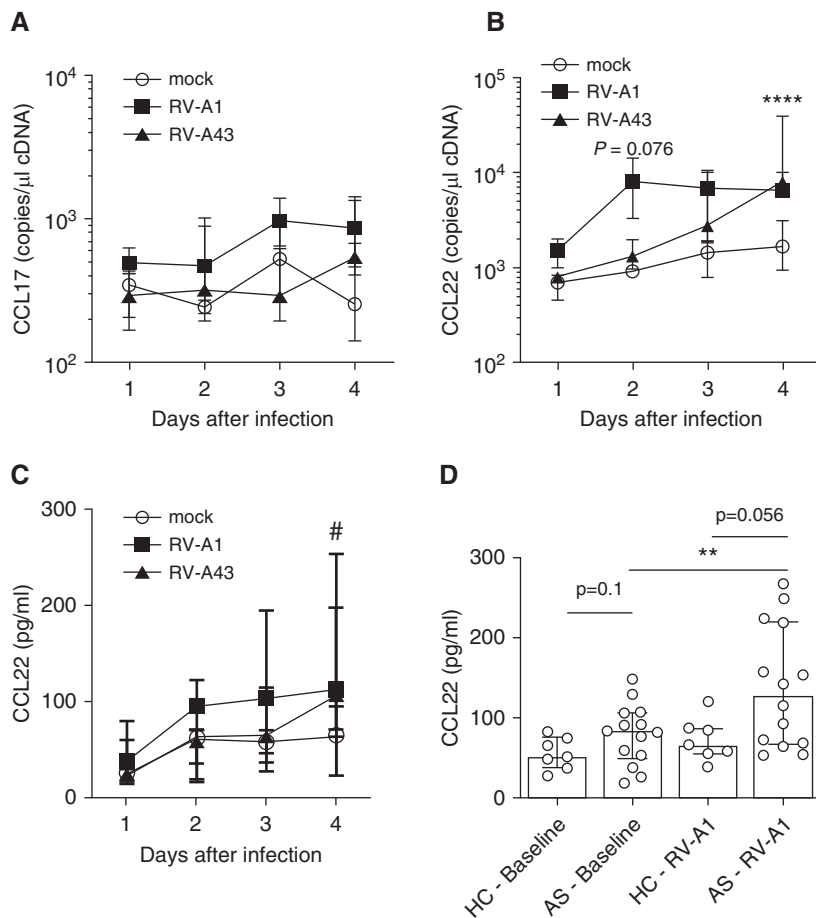 A
mock
RV-A1
RV-A43
10^4
10^3
10^2
CCL17 (copies/μl cDNA)
1 2 3 4
Days after infection
B
mock
RV-A1
RV-A43
P = 0.076
****
10^5
10^4
10^3
10^2
CCL22 (copies/μl cDNA)
1 2 3 4
Days after infection
C
mock
RV-A1
RV-A43
#
300
200
100
0
CCL22 (pg/ml)
1 2 3 4
Days after infection
D
p=0.056
**
p=0.1
300
200
100
0
CCL22 (pg/ml)
HC - Baseline
AS - Baseline
HC - RV-A1
AS - RV-A1